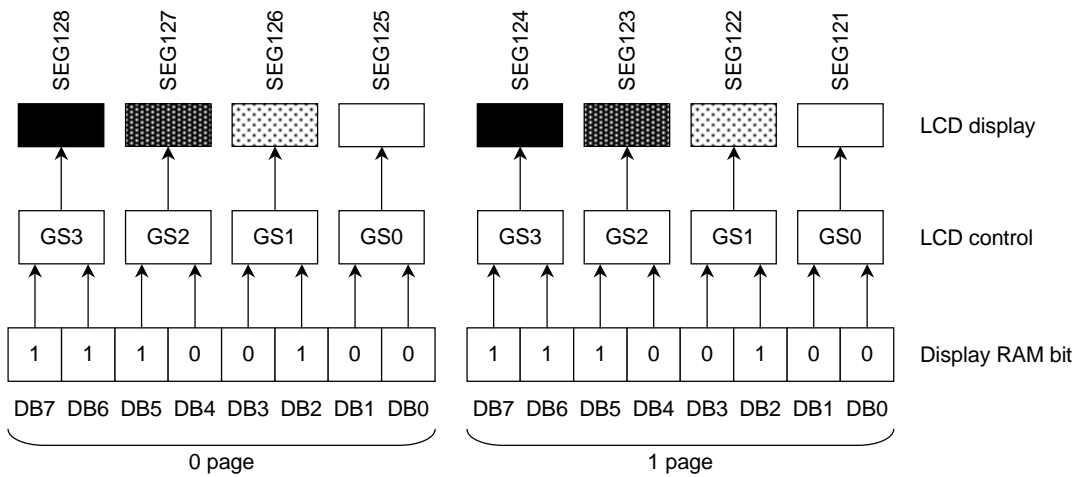 SEG128 SEG127 SEG126 SEG125 SEG124 SEG123 SEG122 SEG121
LCD display
GS3 GS2 GS1 GS0 GS3 GS2 GS1 GS0 LCD control
1 1 1 0 0 1 0 0 1 1 1 0 0 1 0 0 Display RAM bit
DB7 DB6 DB5 DB4 DB3 DB2 DB1 DB0 DB7 DB6 DB5 DB4 DB3 DB2 DB1 DB0
0 page 1 page